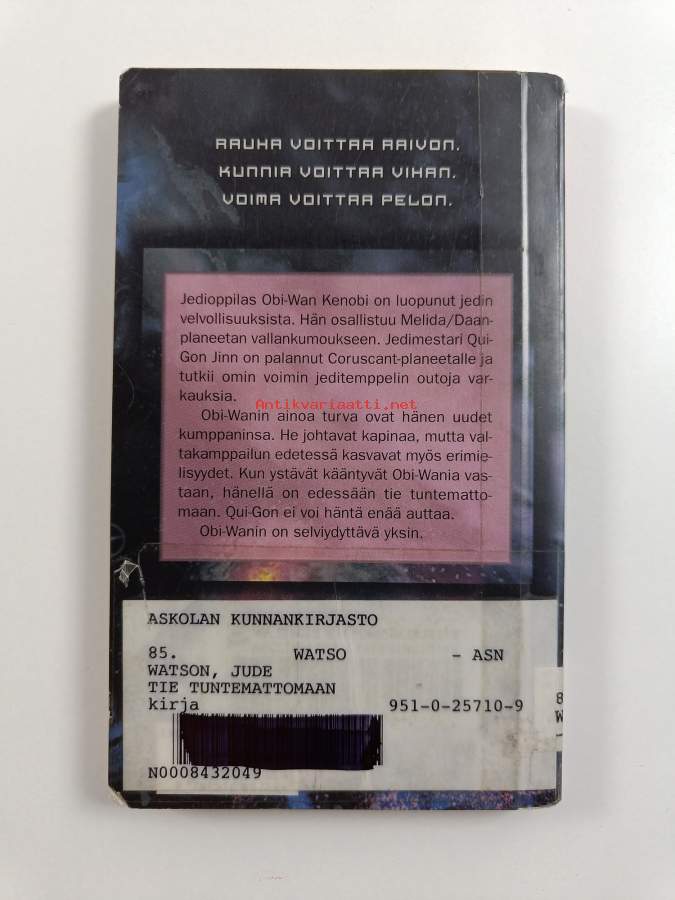 RAUHA VOITTAA RAIVON.
KUNNIA VOITTAA VIHAN.
VOIMA VOITTAA PELON.
Jedioppilas Obi-Wan Kenobi on luopunut jedin
velvollisuuksista. Hän osallistuu Melida/Daan-
planeetan vallankumoukseen. Jedimestari Qui-
Gon Jinn on palannut Coruscant-planeetalle ja
tutkii omin voimin jeditemppelin outoja var-
kauksia.
Antikvariaatti.net
Obi-Wanin ainoa turva ovat hänen uudet
kumppaninsa. He johtavat kapinaa, mutta val-
takamppailun edetessä kasvavat myös erimie-
lisyydet. Kun ystävät kääntyvät Obi-Wania vas-
taan, hänellä on edessään tie tuntematto-
maan. Qui-Gon ei voi häntä enää auttaa.
Obi-Wanin on selviydyttävä yksin.
ASKOLAN KUNNANKIRJASTO
85. WATSO - ASN
WATSON, JUDE
TIE TUNTEMATTOMAAN
kirja 951-0-25710-9
N0008432049